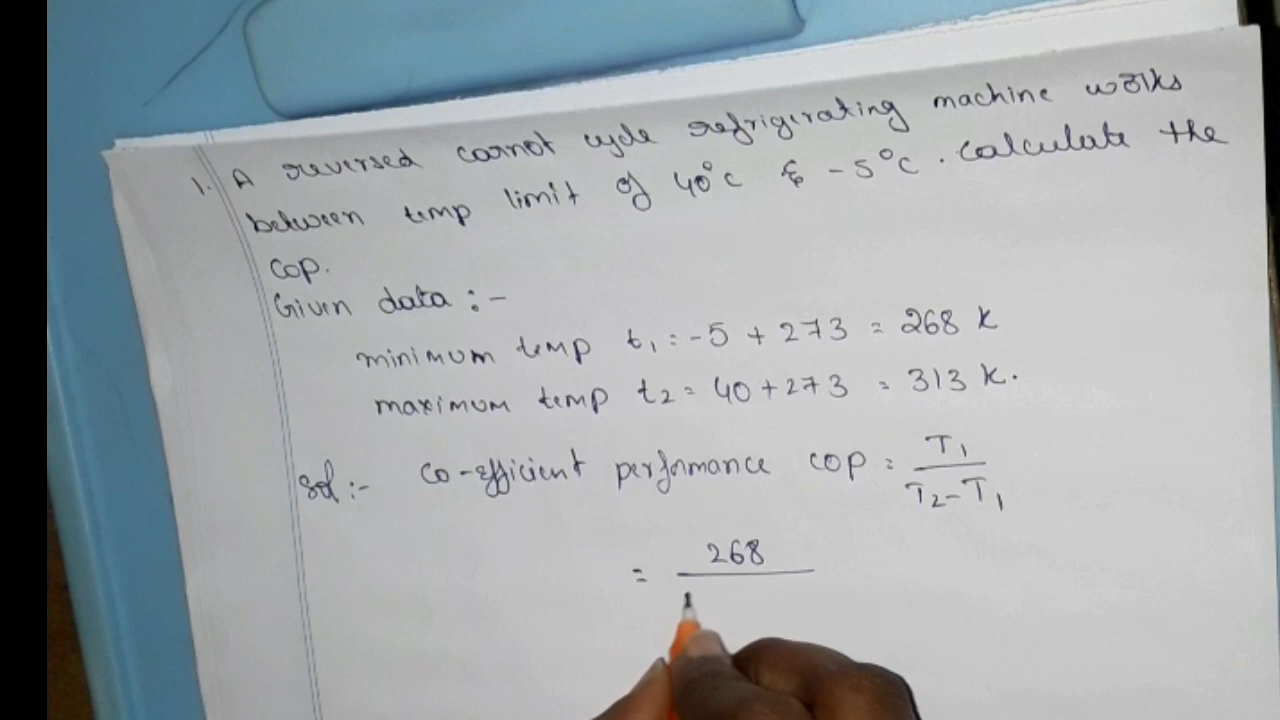 1. A reversed carnot cycle refrigerating machine works
between temp limit of 40°c & -5°c. calculate the
cop.
Given data :-
minimum temp t₁ = -5 + 273 = 268 k
maximum temp t₂ = 40 + 273 = 313 k.
Sol :- co-efficient performance cop = T₁ / T₂-T₁
= 268